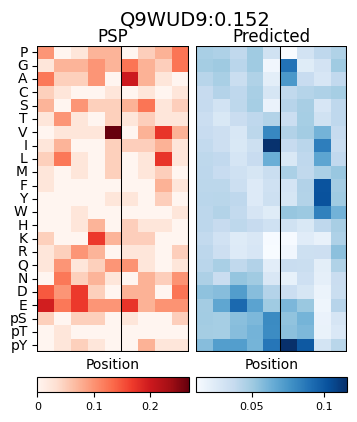 Q9WUD9:0.152
PSP Predicted
P
G
A
C
S
T
V
I
L
M
F
Y
W
H
K
R
Q
N
D
E
pS
pT
pY
Position Position
0 0.1 0.2 0.05 0.1